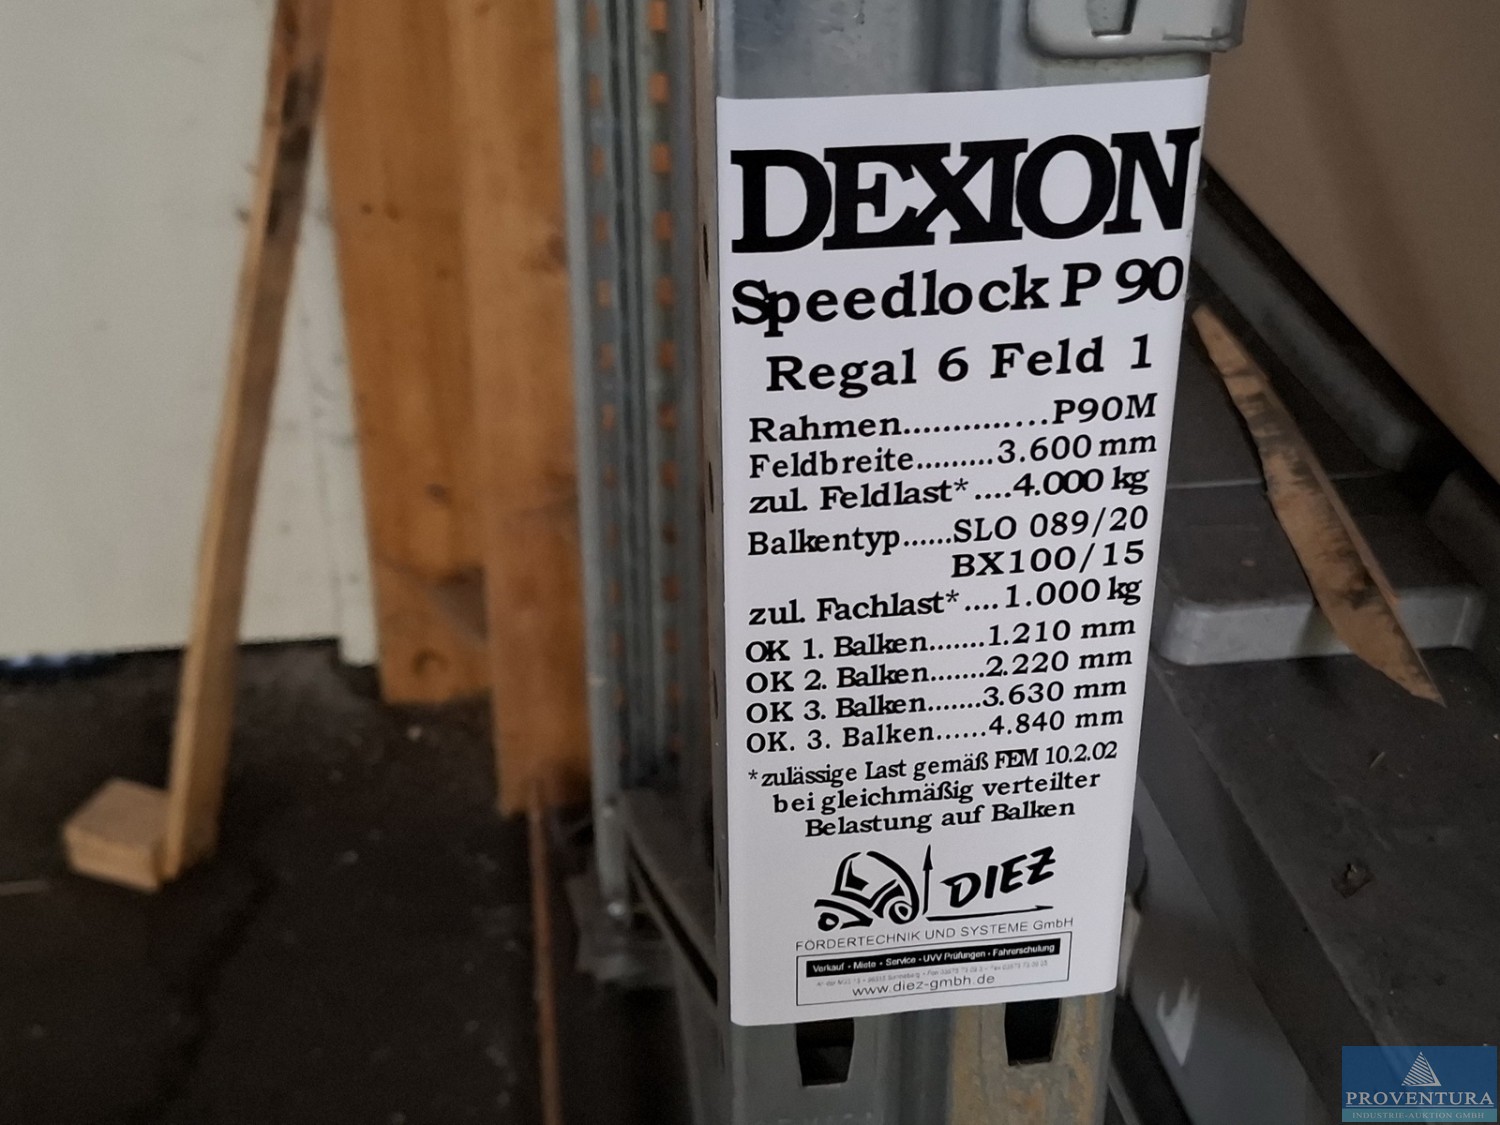 DEXION
Speedlock P 90
Regal 6 Feld 1
Rahmen..............P90M
Feldbreite.........3.600 mm
zul. Feldlast*....4.000 kg
Balkentyp......SLO 089/20
BX100/15
zul. Fachlast*....1.000 kg
OK 1. Balken.......1.210 mm
OK 2. Balken.......2.220 mm
OK 3. Balken.......3.630 mm
OK. 3. Balken......4.840 mm
*zulässige Last gemäß FEM 10.2.02
bei gleichmäßig verteilter
Belastung auf Balken
DIEZ
FÖRDERTECHNIK UND SYSTEME GmbH
Verkauf • Miete • Service • UVV Prüfungen • Fahrerschulung
www.diez-gmbh.de
PROVENTURA
INDUSTRIE-AUKTION GMBH